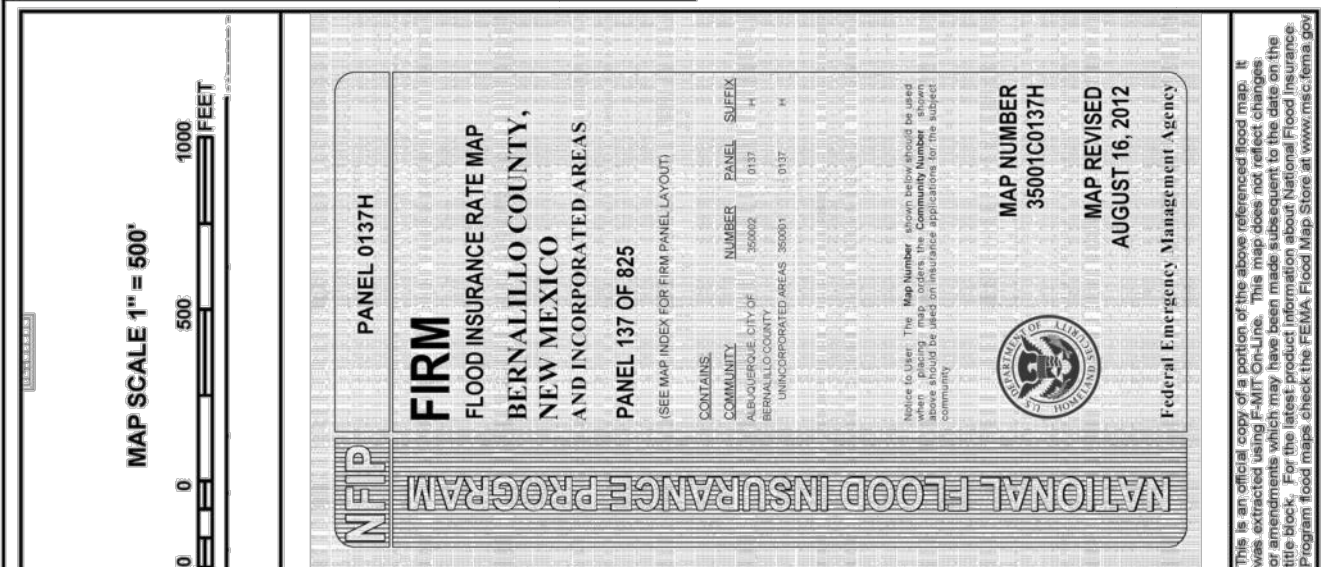 MAP SCALE 1" = 500'
0
0
500
1000
FEET
NFIP
PANEL 0137H
NATIONAL FLOOD INSURANCE PROGRAM
FIRM
FLOOD INSURANCE RATE MAP
BERNALILLO COUNTY,
NEW MEXICO
AND INCORPORATED AREAS
PANEL 137 OF 825
(SEE MAP INDEX FOR FIRM PANEL LAYOUT)
CONTAINS:
COMMUNITY NUMBER PANEL SUFFIX
ALBUQUERQUE, CITY OF 350002 0137 H
BERNALILLO COUNTY
UNINCORPORATED AREAS 350001 0137 H
Notice to User: The Map Number shown below should be used
when placing map orders; the Community Number shown
above should be used on insurance applications for the subject
community
U.S. DEPARTMENT OF HOMELAND SECURITY
MAP NUMBER
35001C0137H
MAP REVISED
AUGUST 16, 2012
Federal Emergency Management Agency
This is an official copy of a portion of the above referenced flood map. It
was extracted using F-MIT On-Line. This map does not reflect changes
or amendments which may have been made subsequent to the date on the
title block. For the latest product information about National Flood Insurance
Program flood maps check the FEMA Flood Map Store at www.msc.fema.gov